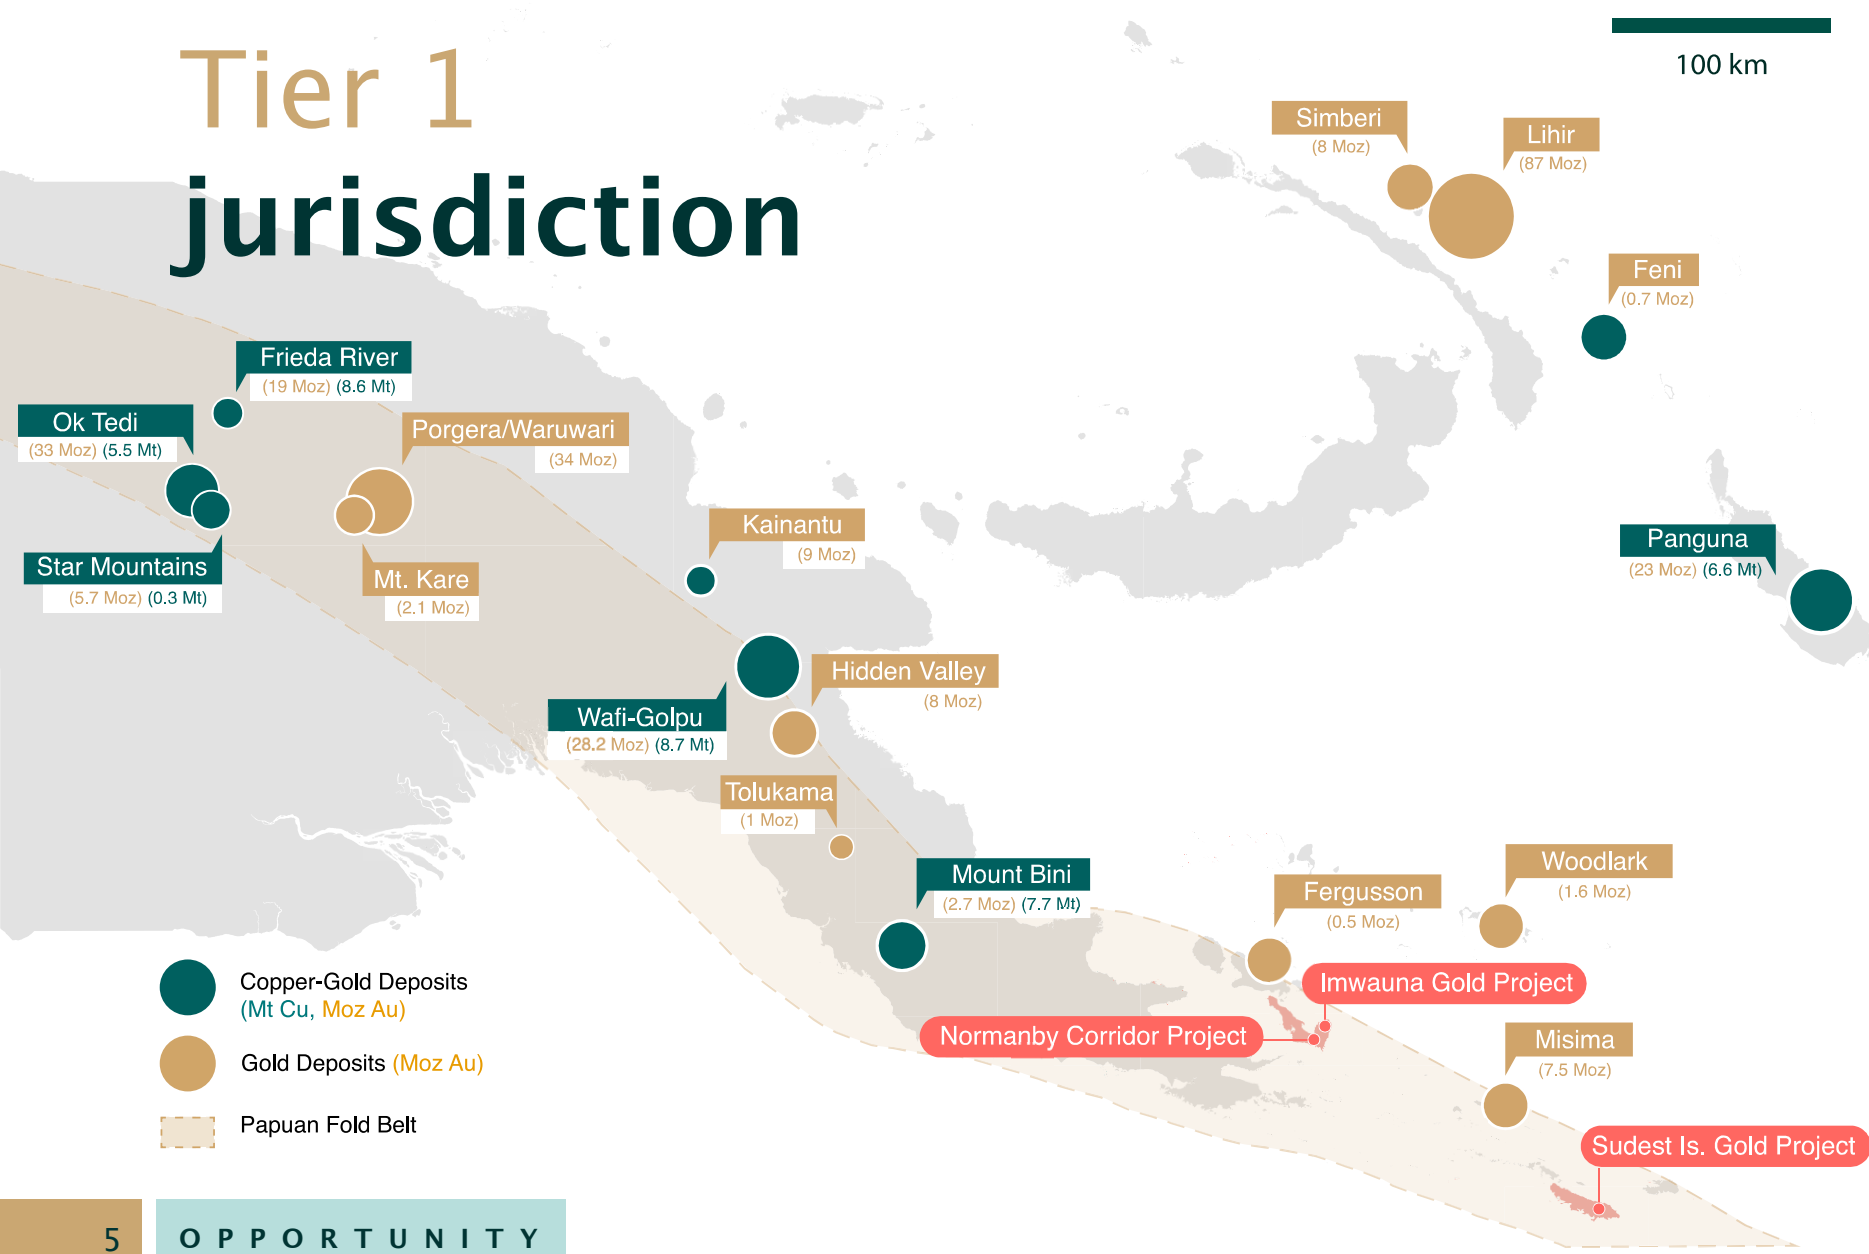 Tier 1
jurisdiction
100 km
Simberi
(8 Moz)
Lihir
(87 Moz)
Feni
(0.7 Moz)
Frieda River
(19 Moz) (8.6 Mt)
Ok Tedi
(33 Moz) (5.5 Mt)
Porgera/Waruwari
(34 Moz)
Star Mountains
(5.7 Moz) (0.3 Mt)
Mt. Kare
(2.1 Moz)
Kainantu
(9 Moz)
Panguna
(23 Moz) (6.6 Mt)
Hidden Valley
(8 Moz)
Wafi-Golpu
(28.2 Moz) (8.7 Mt)
Tolukama
(1 Moz)
Mount Bini
(2.7 Moz) (7.7 Mt)
Fergusson
(0.5 Moz)
Woodlark
(1.6 Moz)
Imwauna Gold Project
Normanby Corridor Project
Misima
(7.5 Moz)
Sudest Is. Gold Project
Copper-Gold Deposits
(Mt Cu, Moz Au)
Gold Deposits (Moz Au)
Papuan Fold Belt
5
OPPORTUNITY